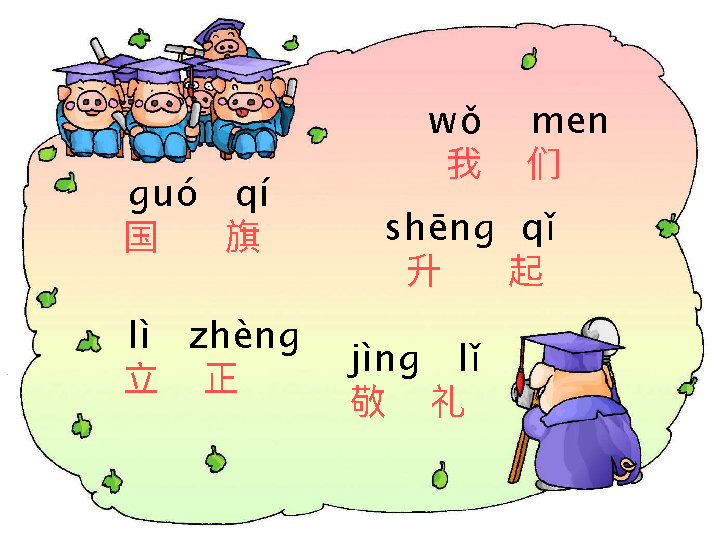 wǒ men
我 们
guó qí
国 旗
shēng qǐ
升 起
lì zhèng
立 正
jìng lǐ
敬 礼